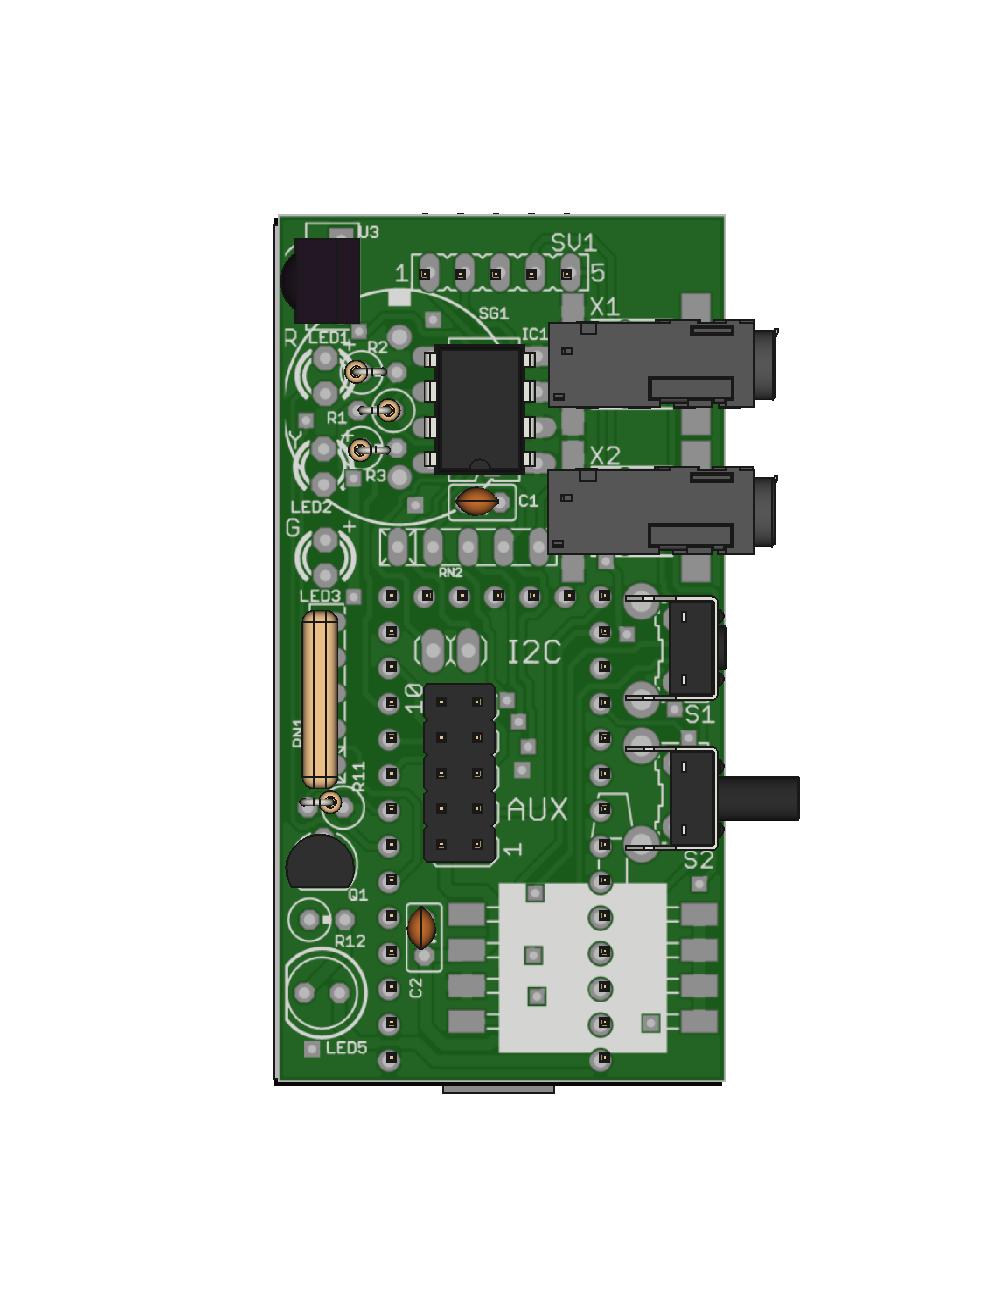 U3
SV1
1
5
SG1
X1
IC1
R
LED1
+
R2
R1
Y
+
R3
X2
LED2
C1
G
+
RN2
LED3
I2C
10
S1
RN1
R11
AUX
1
S2
Q1
R12
C2
LED5